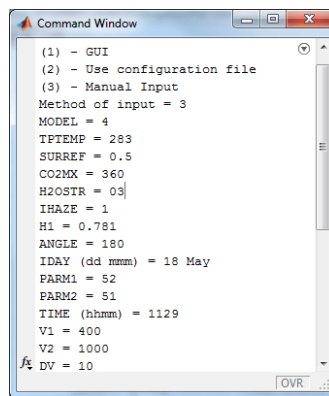 Command Window
(1) - GUI
(2) - Use configuration file
(3) - Manual Input
Method of input = 3
MODEL = 4
TPTEMP = 283
SURREF = 0.5
CO2MX = 360
H2OSTR = 03
IHAZE = 1
H1 = 0.781
ANGLE = 180
IDAY (dd mmm) = 18 May
PARM1 = 52
PARM2 = 51
TIME (hhmm) = 1129
V1 = 400
V2 = 1000
fx DV = 10
OVR